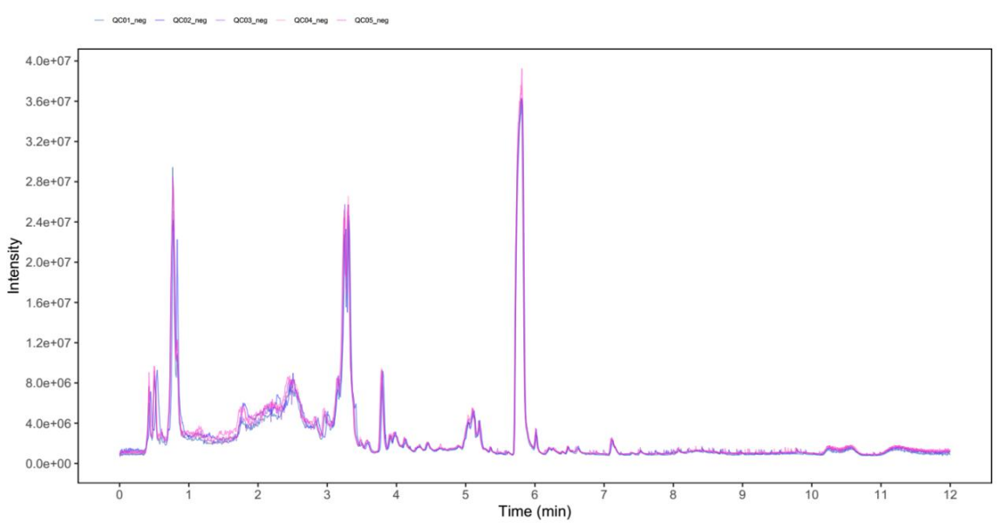 QC01_neg QC02_neg QC03_neg QC04_neg QC05_neg
4.0e+07
3.6e+07
3.2e+07
2.8e+07
2.4e+07
2.0e+07
1.6e+07
1.2e+07
8.0e+06
4.0e+06
0.0e+00
Intensity
0 1 2 3 4 5 6 7 8 9 10 11 12
Time (min)